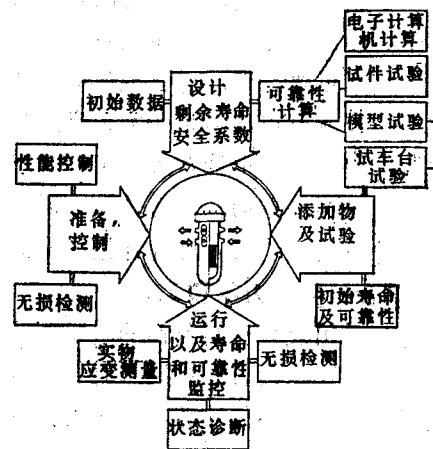 电子计算
机计算
设计
剩余寿命
安全系数
初始数据
可靠性
计算
试件试验
模型试验
试车台
试验
性能控制
准备,
控制
添加物
及试验
无损检测
初始寿命
及可靠性
运行
以及寿命
和可靠性
监控
实物
应变测量
无损检测
状态诊断